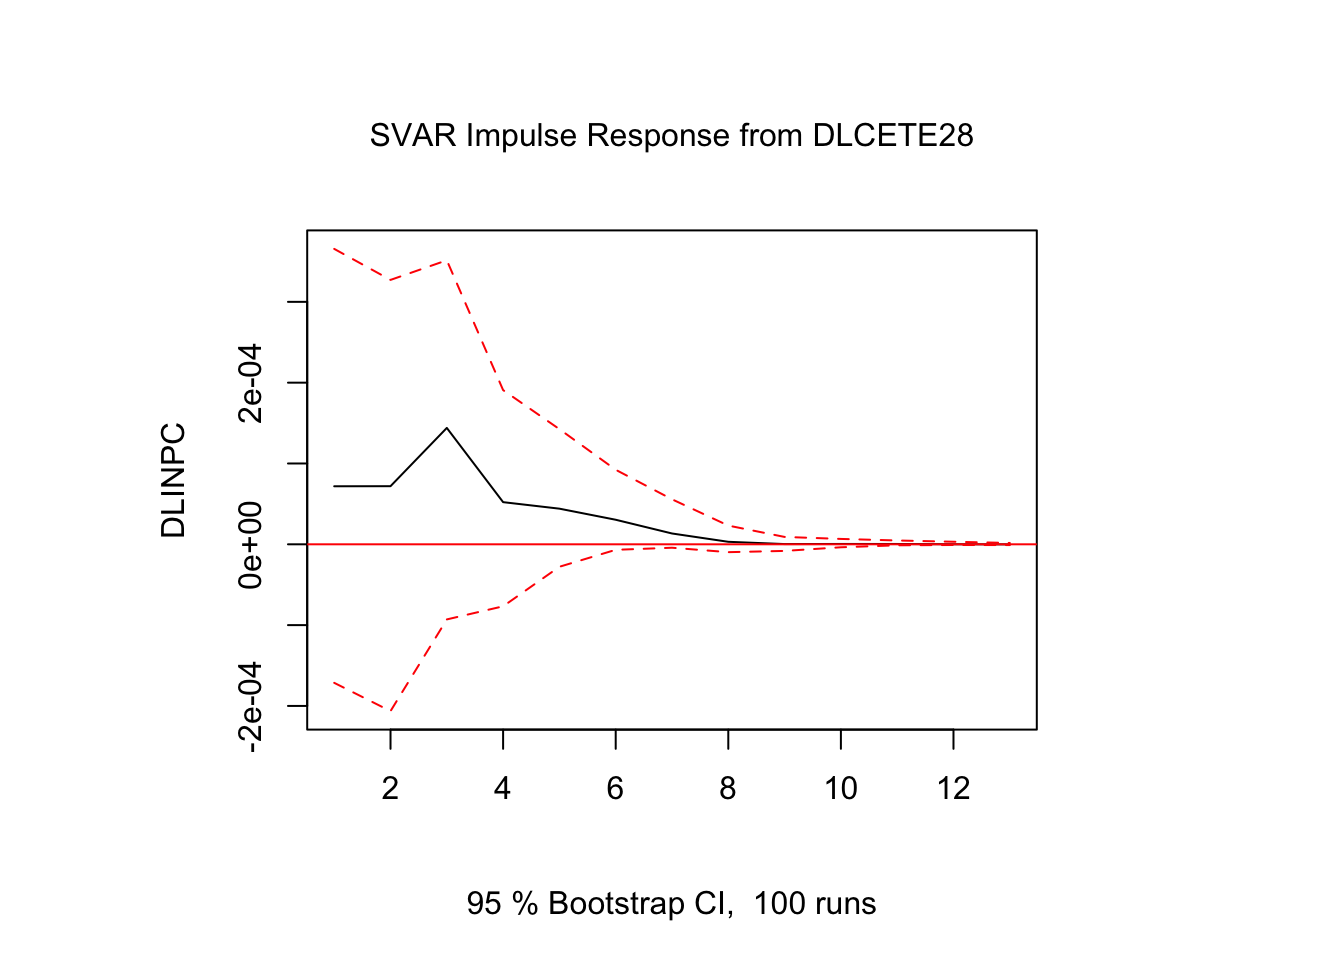 SVAR Impulse Response from DLCETE28
DLINPC
2e-04
0e+00
-2e-04
2 4 6 8 10 12
95 % Bootstrap CI,  100 runs